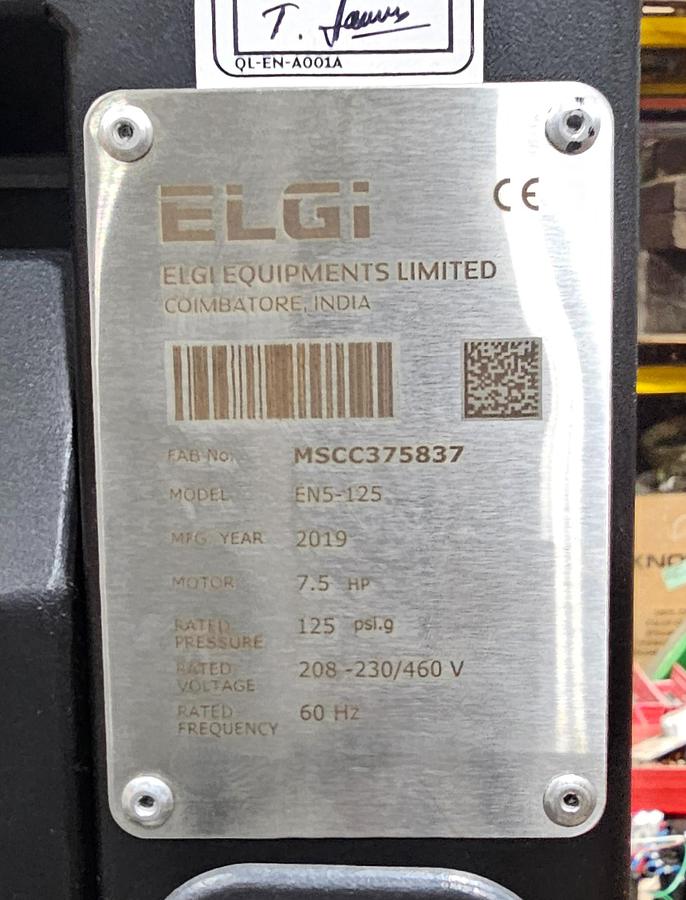 T. James
QL-EN-A001A
ELGi
CE
ELGI EQUIPMENTS LIMITED
COIMBATORE, INDIA
FAB No: MSCC375837
MODEL EN5-125
MFG. YEAR 2019
MOTOR 7.5 HP
RATED PRESSURE 125 psi.g
RATED VOLTAGE 208 -230/460 V
RATED FREQUENCY 60 Hz
KNO